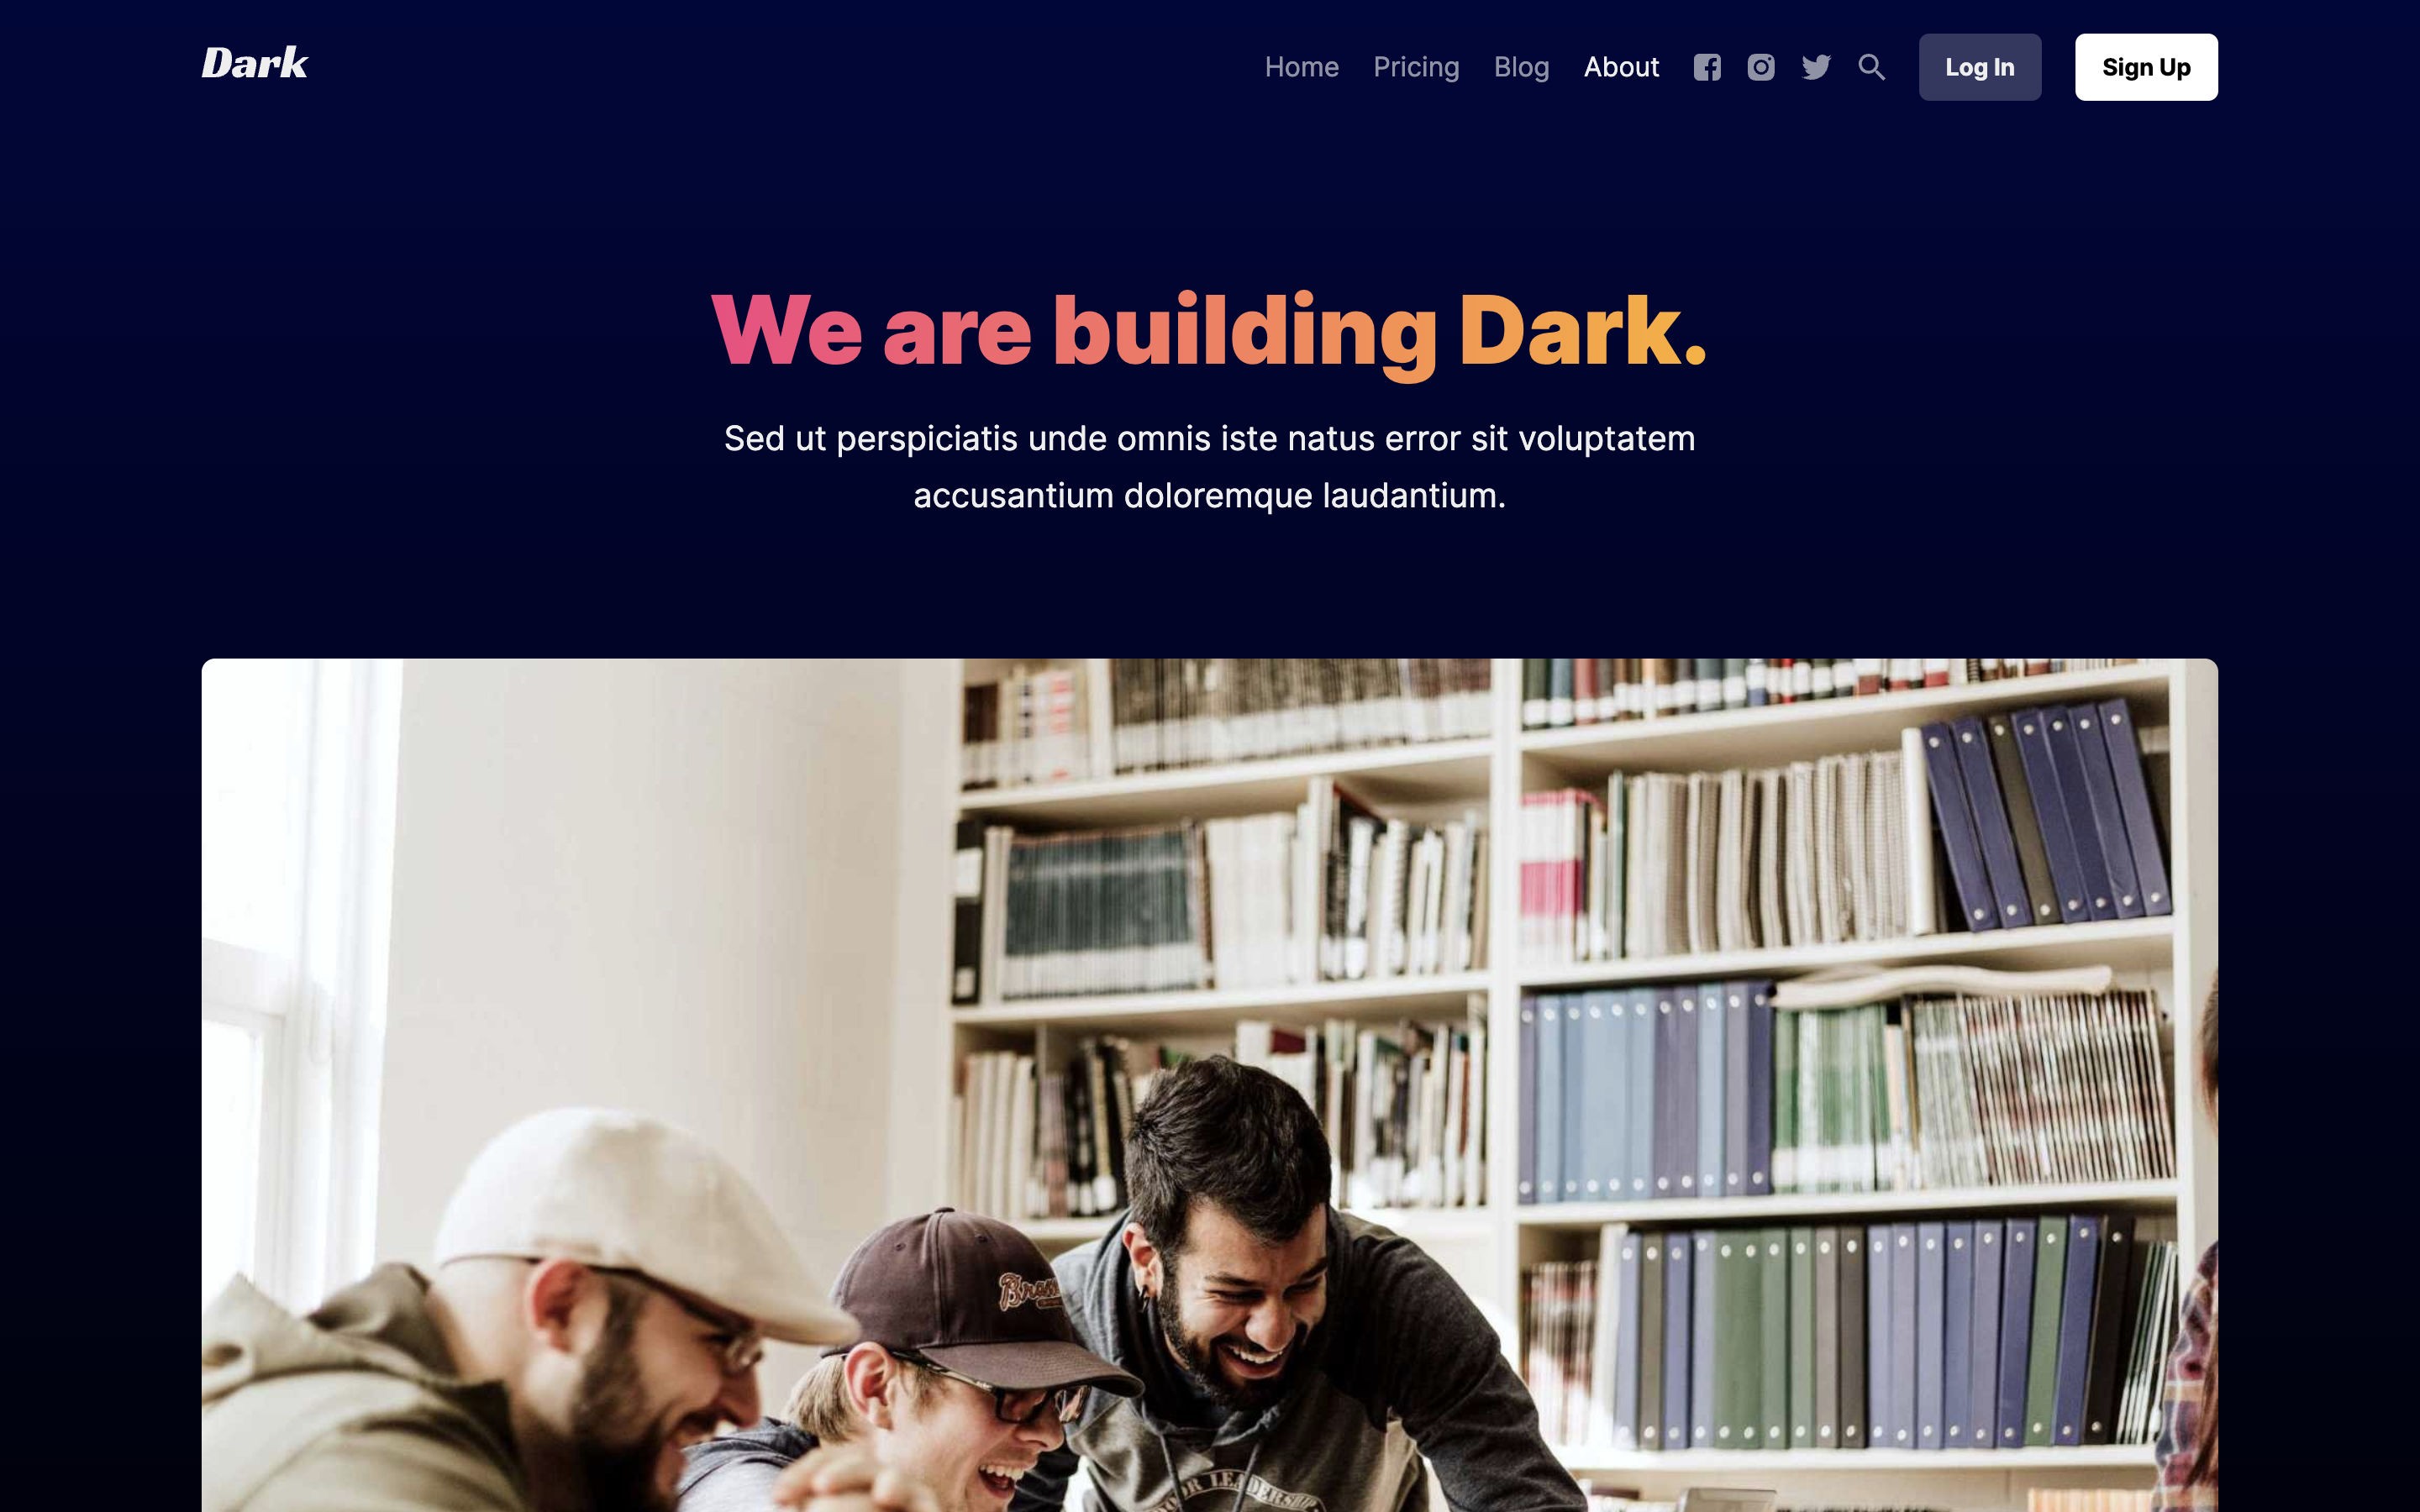 Dark
Home Pricing Blog About Log In Sign Up
We are building Dark.
Sed ut perspiciatis unde omnis iste natus error sit voluptatem
accusantium doloremque laudantium.